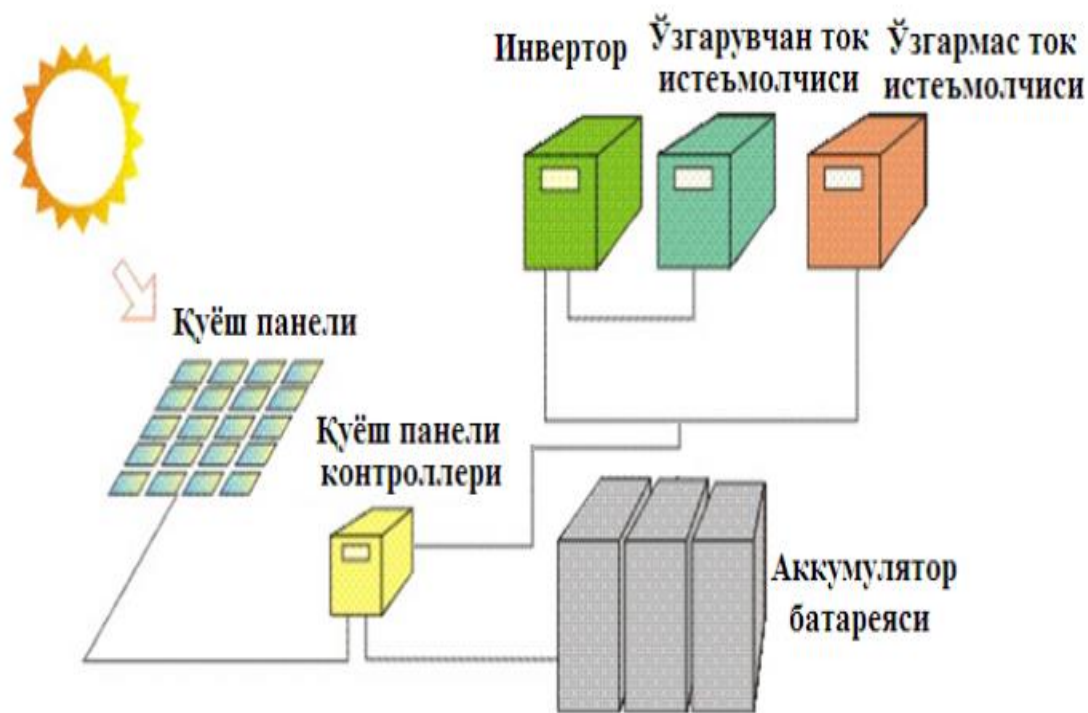 Инвертор
Ўзгарувчан ток
истеъмолчиси
Ўзгармас ток
истеъмолчиси
Қуёш панели
Қуёш панели
контроллери
Аккумулятор
батареяси